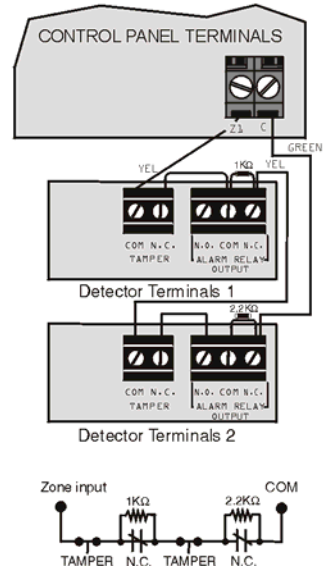 CONTROL PANEL TERMINALS
Z1 C
GREEN
YEL 1KΩ YEL
COM N.C. N.O. COM N.C.
TAMPER ALARM RELAY
OUTPUT
Detector Terminals 1
2,2KΩ
COM N.C. N.O. COM N.C.
TAMPER ALARM RELAY
OUTPUT
Detector Terminals 2
Zone input COM
1KΩ 2.2KΩ
TAMPER N.C. TAMPER N.C.